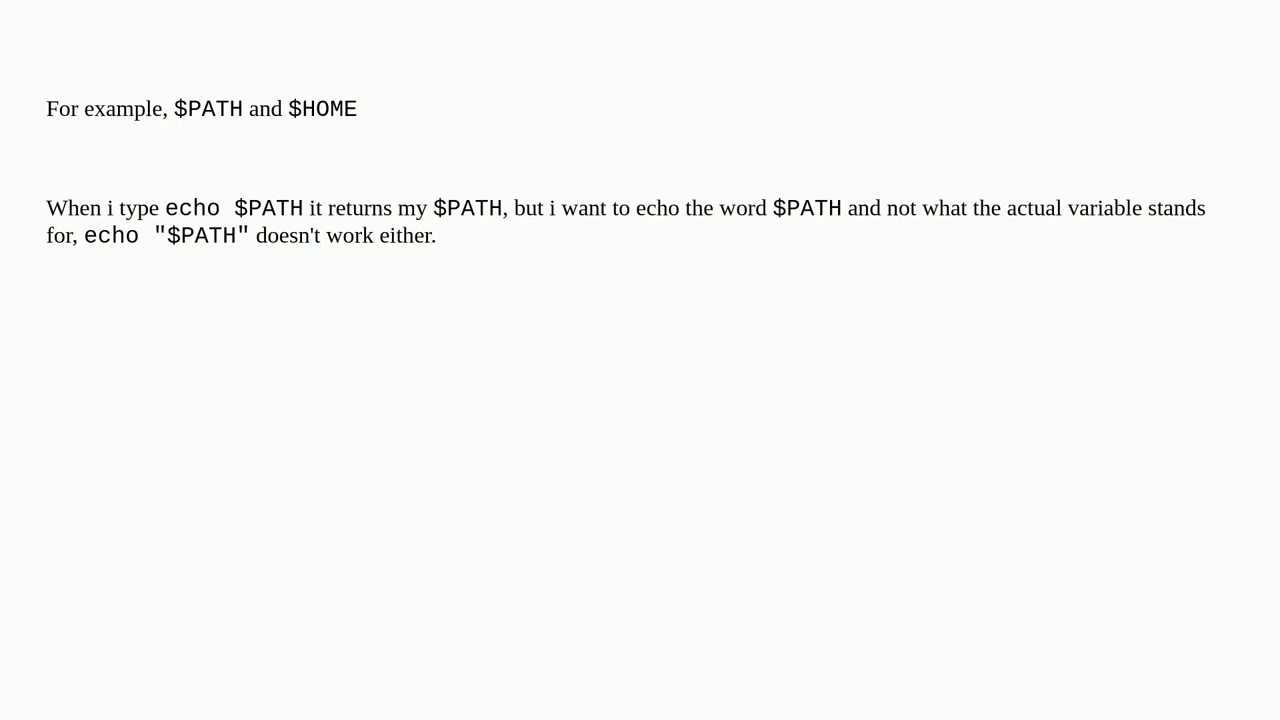 For example, $PATH and $HOME
When i type echo $PATH it returns my $PATH, but i want to echo the word $PATH and not what the actual variable stands
for, echo "$PATH" doesn't work either.